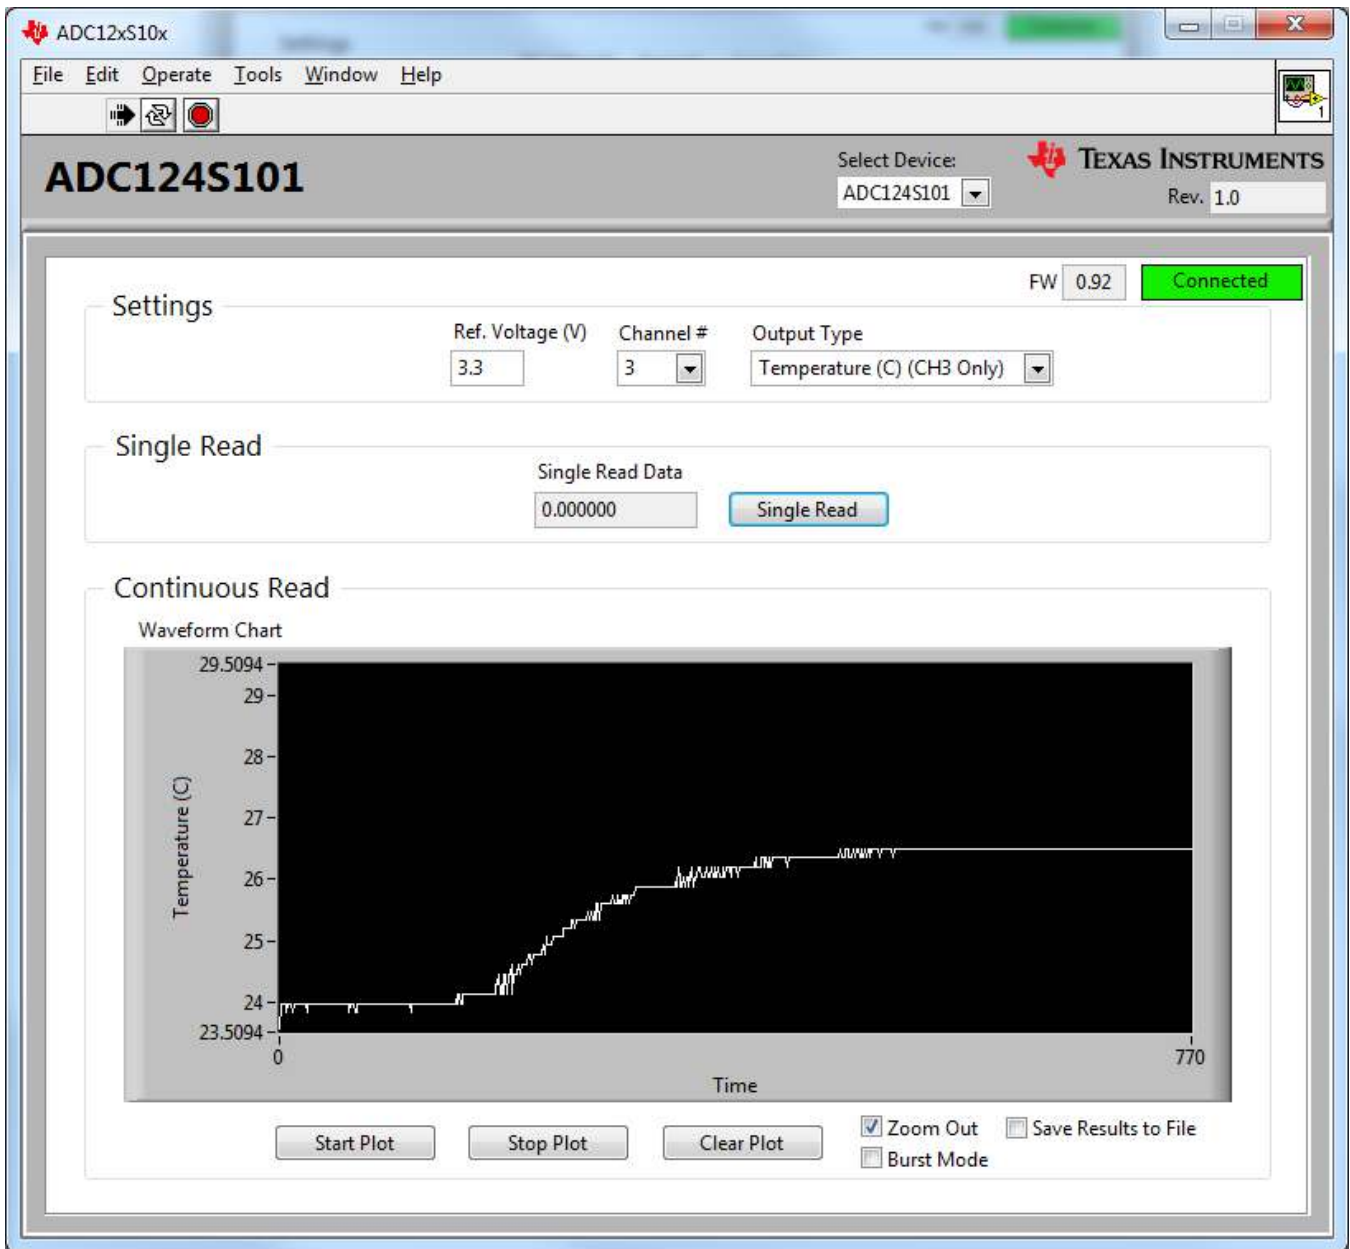 ADC12xS10x
File Edit Operate Tools Window Help
1
ADC124S101
Select Device:
ADC124S101
TEXAS INSTRUMENTS
Rev. 1.0
FW 0.92 Connected
Settings
Ref. Voltage (V) Channel # Output Type
3.3 3 Temperature (C) (CH3 Only)
Single Read
Single Read Data
0.000000 Single Read
Continuous Read
Waveform Chart
29.5094
29
28
27
26
25
24
23.5094
Temperature (C)
0 770
Time
Start Plot Stop Plot Clear Plot
Zoom Out Save Results to File
Burst Mode